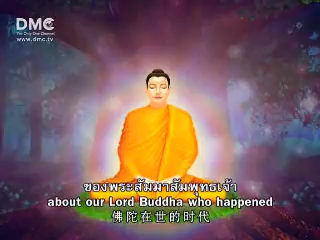 DMC
The Only One Channel
www.dmc.tv
ของพระสัมมาสัมพุทธเจ้า
about our Lord Buddha who happened
佛陀在世的时代